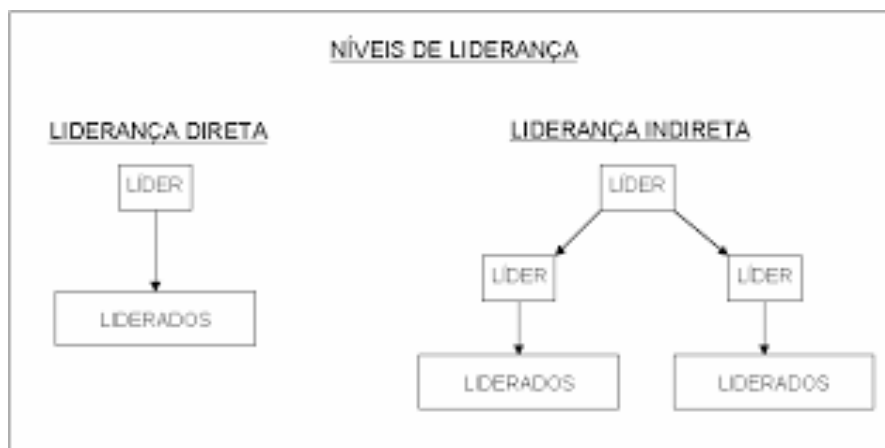 NÍVEIS DE LIDERANÇA
LIDERANÇA DIRETA
LÍDER
LIDERADOS
LIDERANÇA INDIRETA
LÍDER
LÍDER
LÍDER
LIDERADOS
LIDERADOS